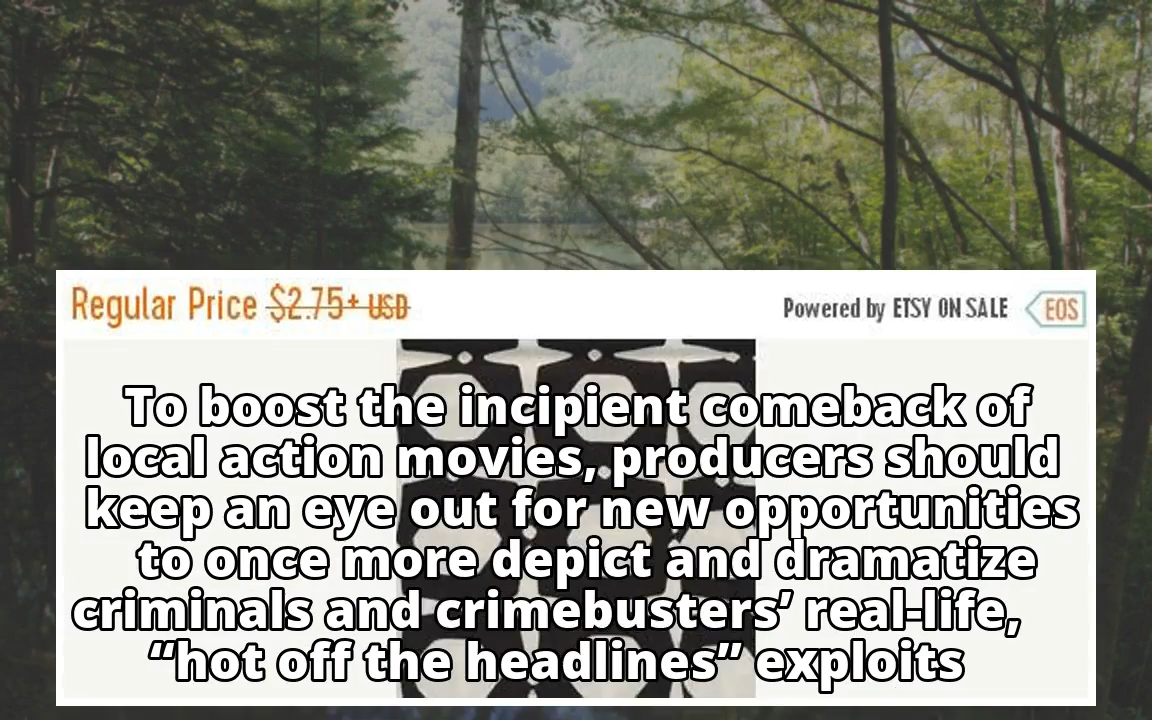 Regular Price $2.75+ USD
Powered by ETSY ON SALE EOS
To boost the incipient comeback of
local action movies, producers should
keep an eye out for new opportunities
to once more depict and dramatize
criminals and crimebusters’ real-life,
“hot off the headlines” exploits